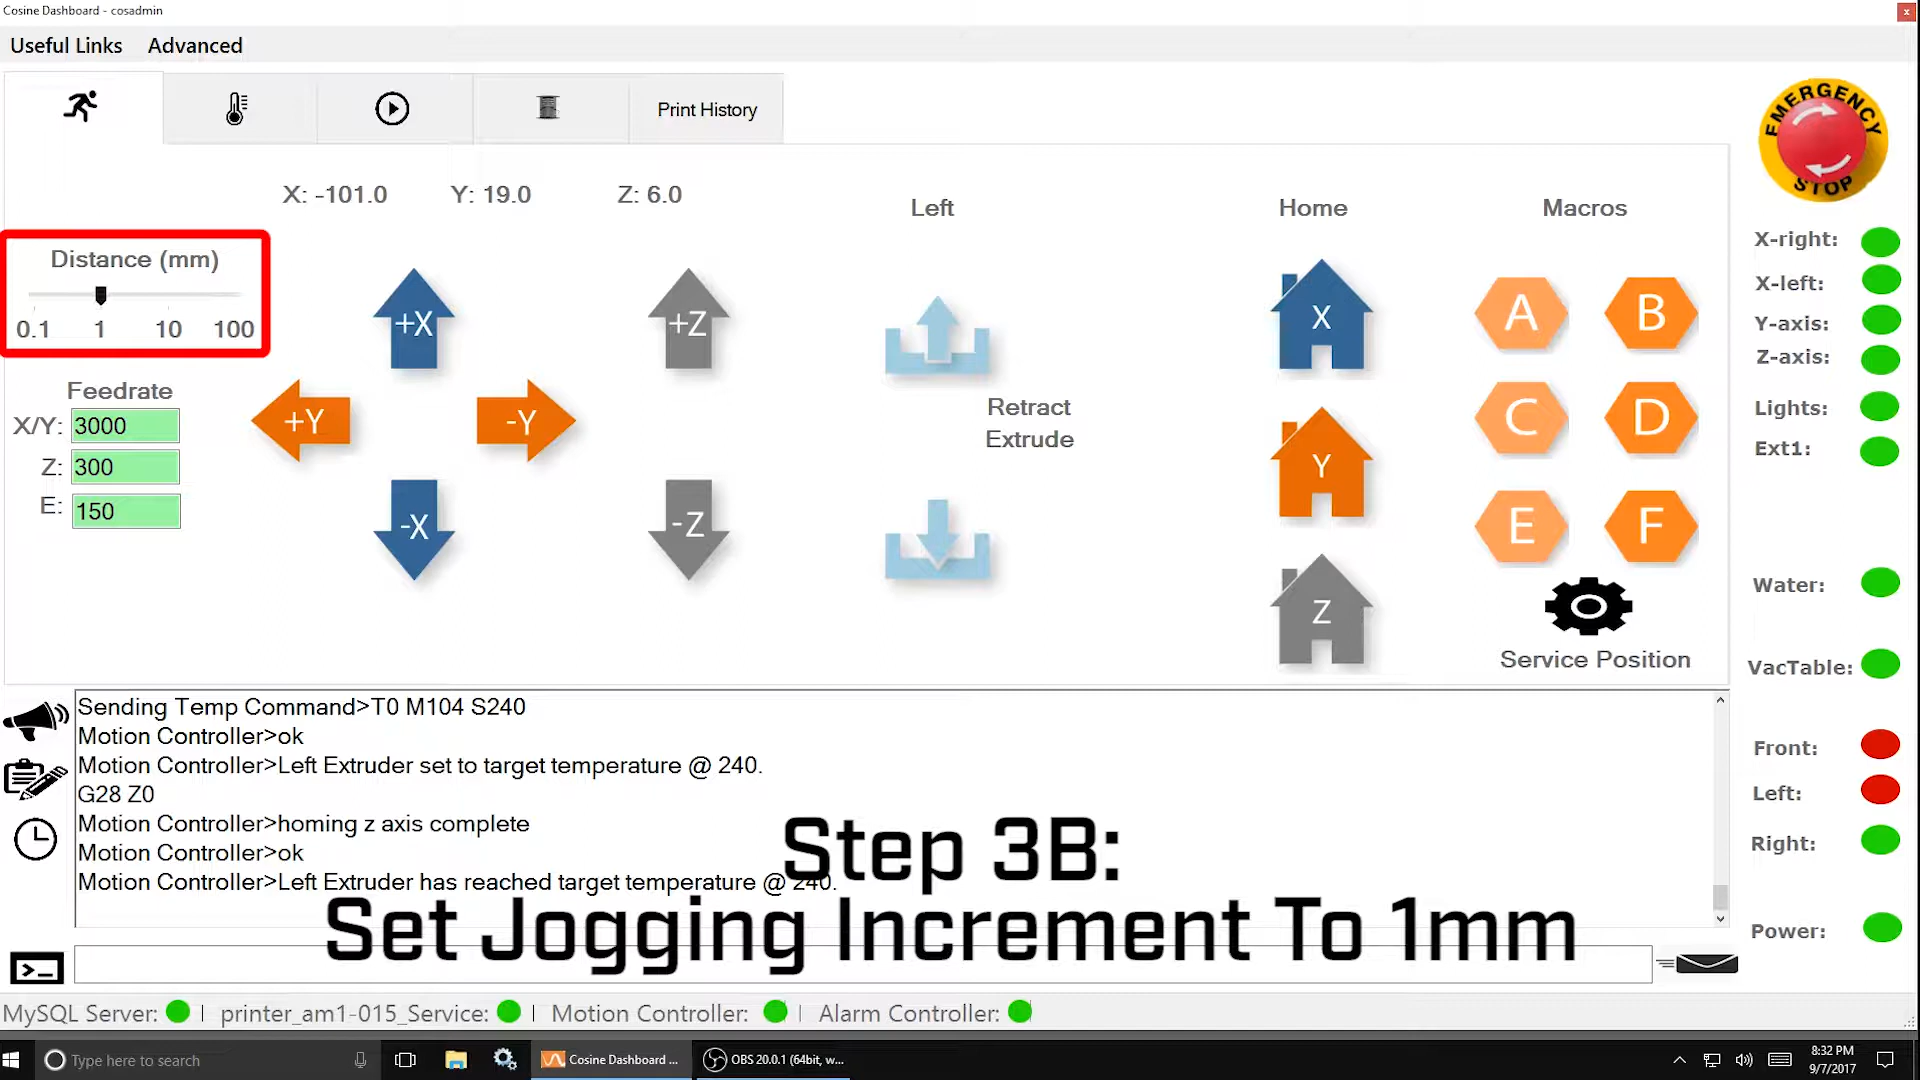 Cosine Dashboard - cosadmin
x
Useful Links Advanced
Print History
EMERGENCY
STOP
X: -101.0 Y: 19.0 Z: 6.0
Left
Home
Macros
Distance (mm)
0.1 1 10 100
Feedrate
X/Y: 3000
Z: 300
E: 150
+X
+Y
-Y
-X
+Z
-Z
Retract
Extrude
X
Y
Z
A B
C D
E F
Service Position
X-right:
X-left:
Y-axis:
Z-axis:
Lights:
Ext1:
Water:
VacTable:
Front:
Left:
Right:
Power:
Sending Temp Command>T0 M104 S240
Motion Controller>ok
Motion Controller>Left Extruder set to target temperature @ 240.
G28 Z0
Motion Controller>homing z axis complete
Motion Controller>ok
Motion Controller>Left Extruder has reached target temperature @ 240.
Step 3B:
Set Jogging Increment To 1mm
>_
MySQL Server: | printer_am1-015_Service: | Motion Controller: | Alarm Controller:
Type here to search
Cosine Dashboard ...
OBS 20.0.1 (64bit, w...
8:32 PM
9/7/2017